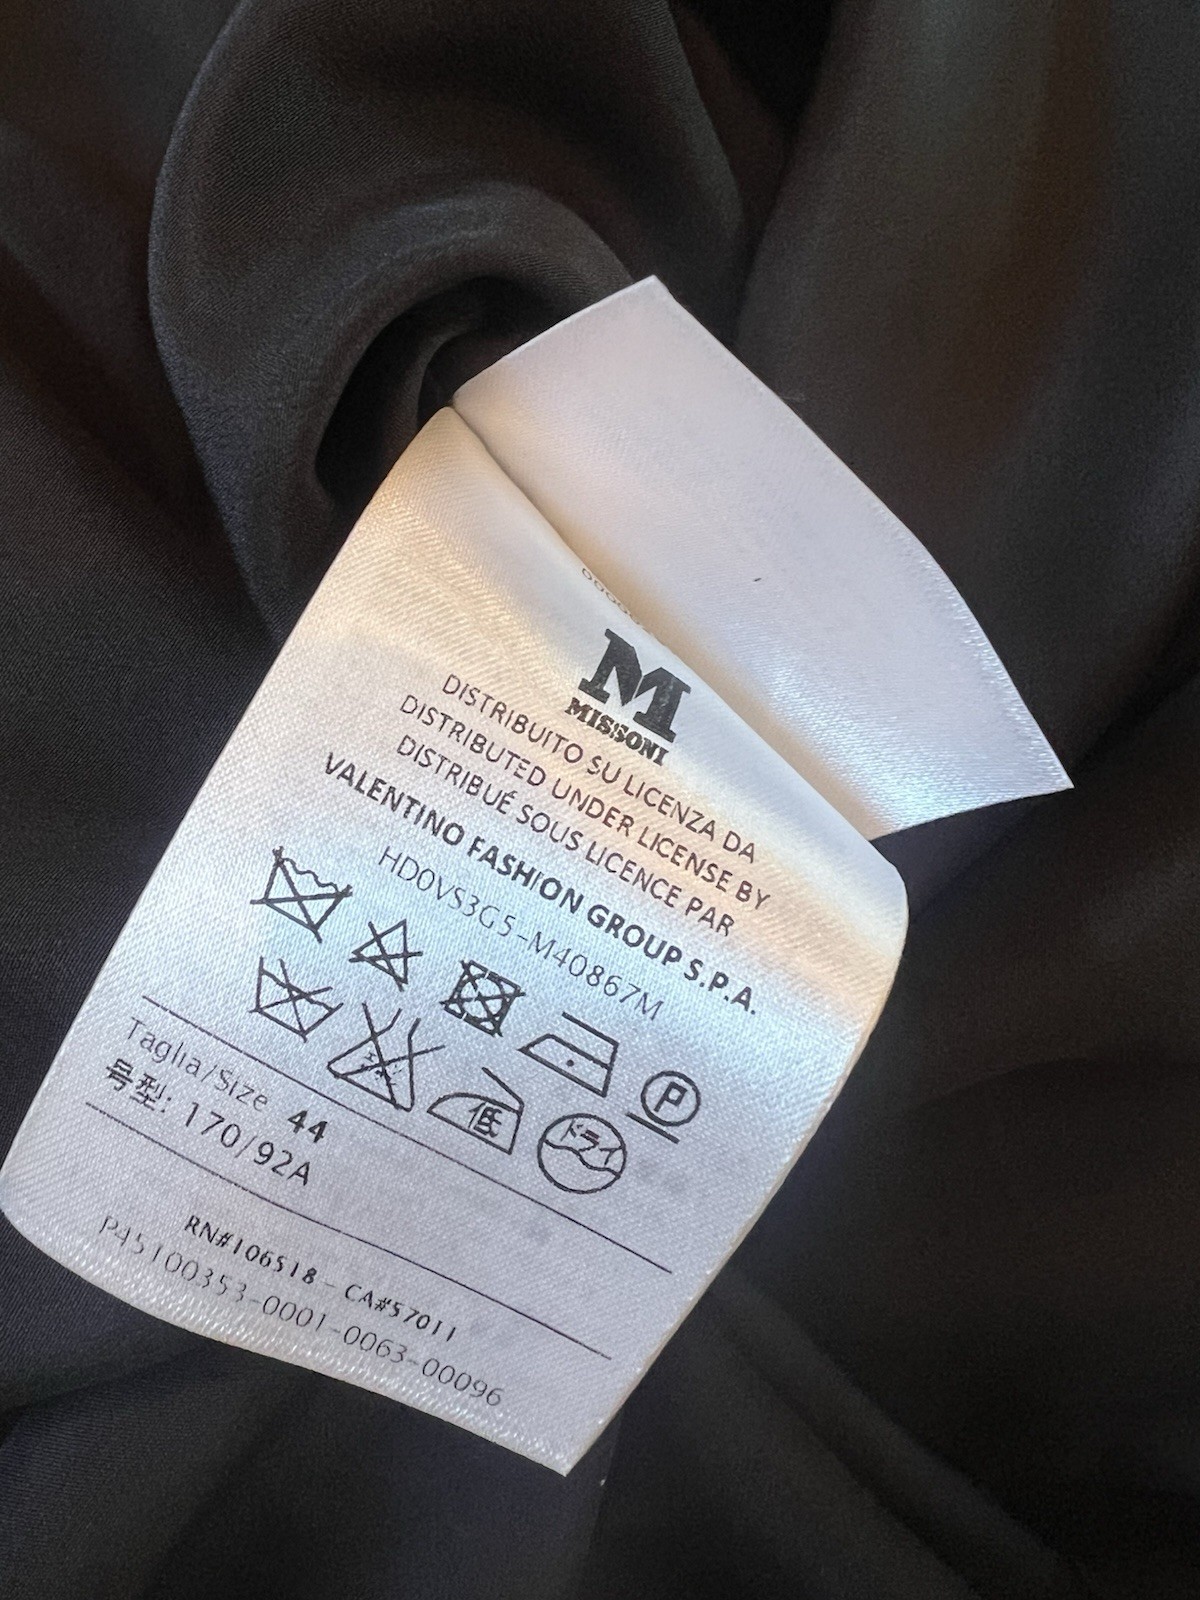 M
MISSONI
DISTRIBUITO SU LICENZA DA
DISTRIBUTED UNDER LICENSE BY
DISTRIBUÉ SOUS LICENCE PAR
VALENTINO FASHION GROUP S.P.A.
HD0VS3G5-M40867M
P
低 ドライ
Taglia/Size 44
号型: 170/92A
RN#106518 - CA#57011
P45100353-0001-0063-00096